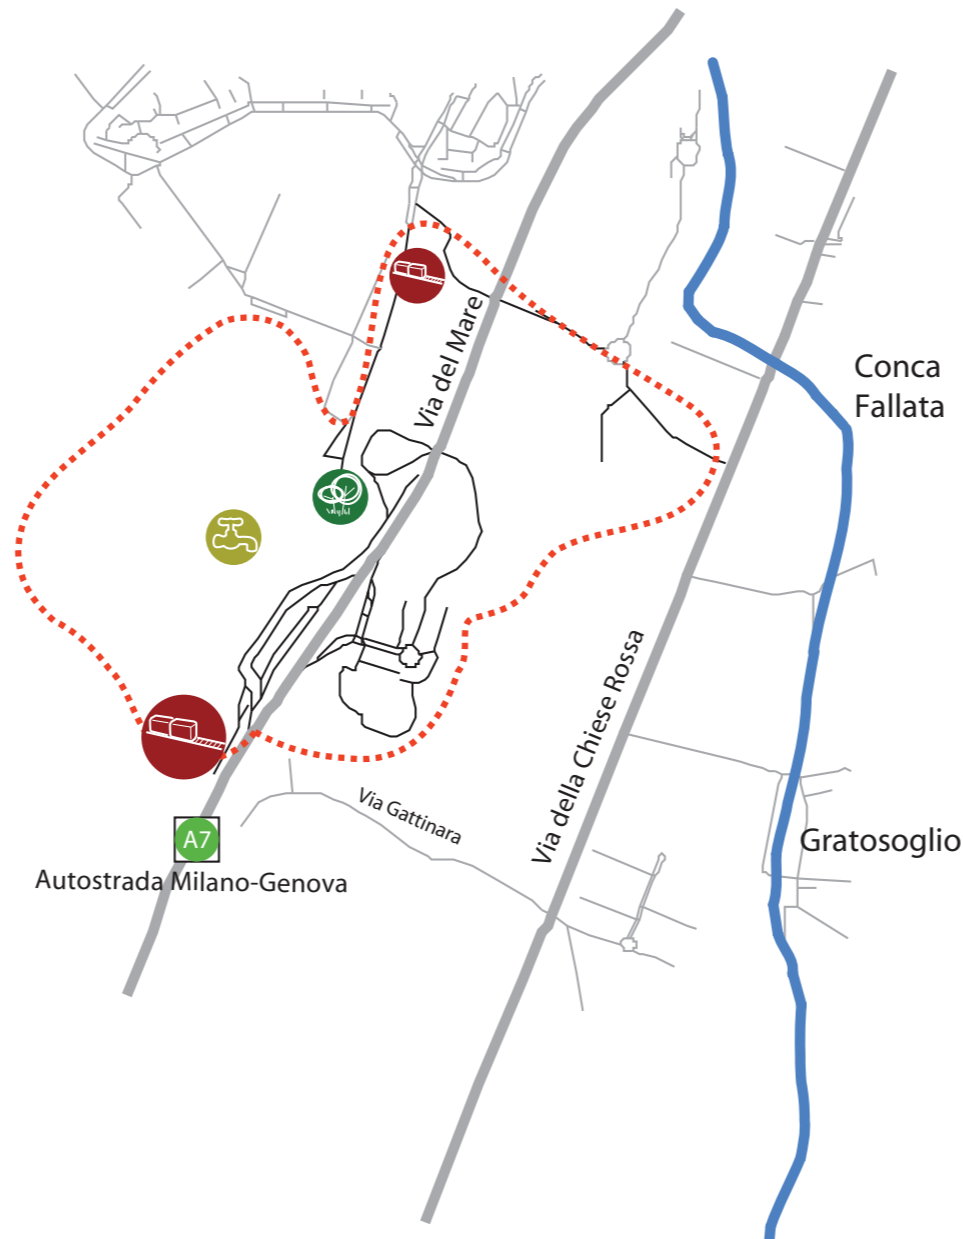 Via del Mare
Conca
Fallata
Via della Chiese Rossa
Via Gattinara
A7
Gratosoglio
Autostrada Milano-Genova